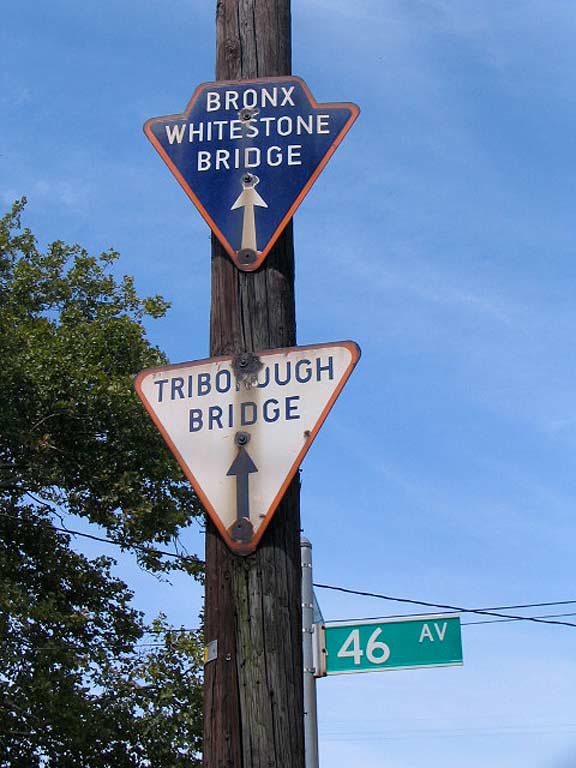 BRONX
WHITESTONE
BRIDGE
TRIBOROUGH
BRIDGE
46 AV